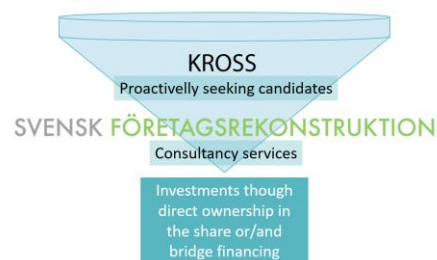 KROSS
Proactivelly seeking candidates
SVENSK FÖRETAGSREKONSTRUKTION
Consultancy services
Investments though
direct ownership in
the share or/and
bridge financing